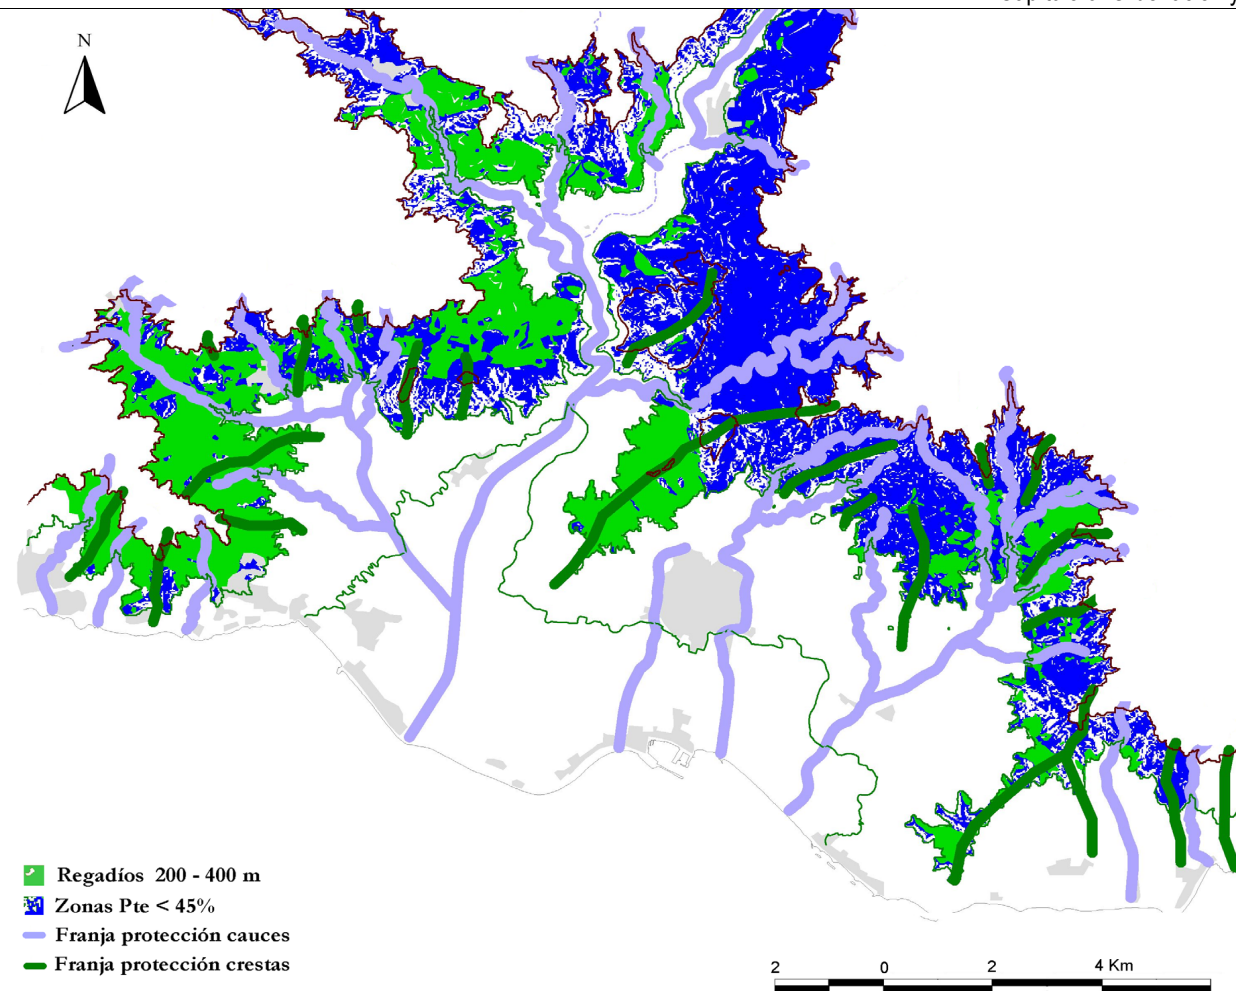 N
Regadíos 200 - 400 m
Zonas Pte < 45%
Franja protección cauces
Franja protección crestas
2 0 2 4 Km